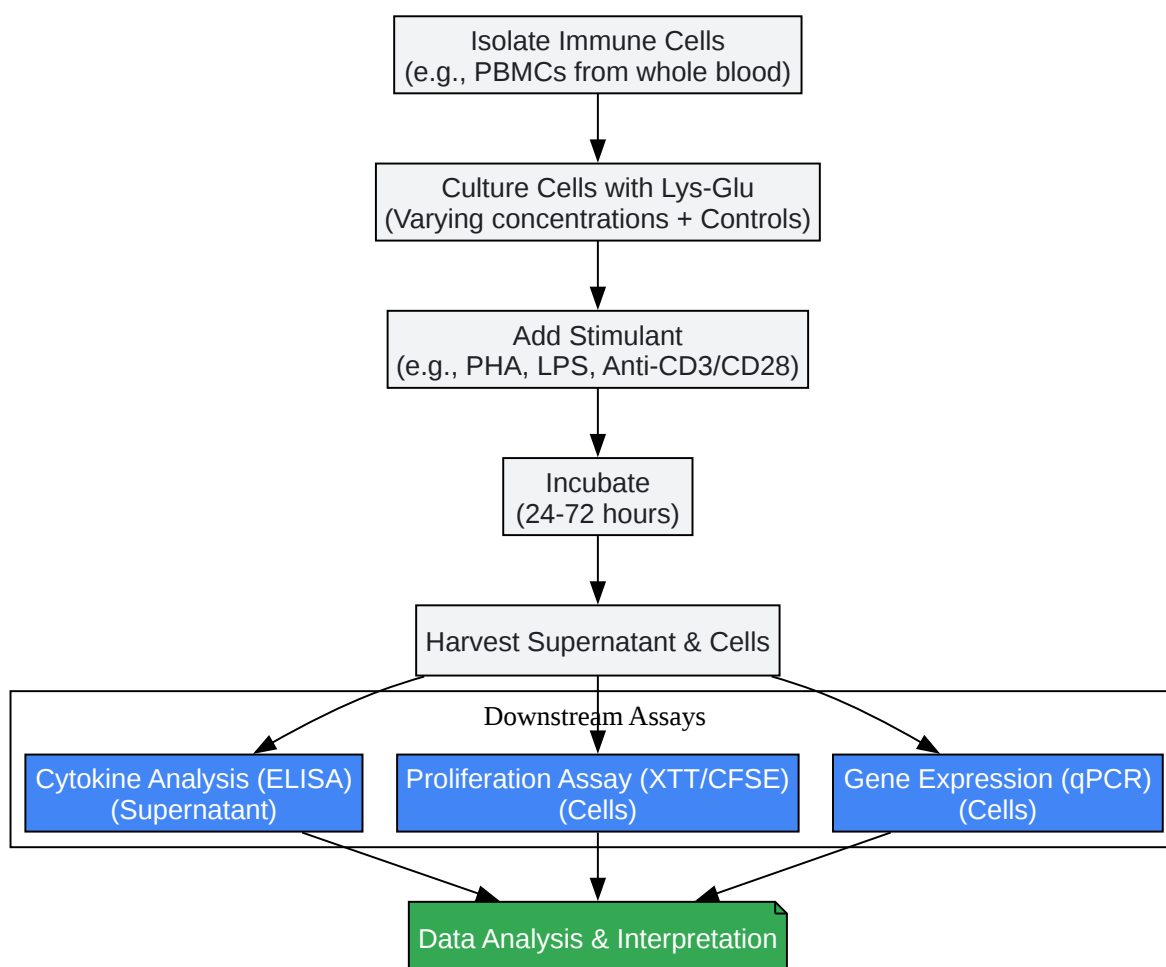 Isolate Immune Cells
(e.g., PBMCs from whole blood)
Culture Cells with Lys-Glu
(Varying concentrations + Controls)
Add Stimulant
(e.g., PHA, LPS, Anti-CD3/CD28)
Incubate
(24-72 hours)
Harvest Supernatant & Cells
Downstream Assays
Cytokine Analysis (ELISA)
(Supernatant)
Proliferation Assay (XTT/CFSE)
(Cells)
Gene Expression (qPCR)
(Cells)
Data Analysis & Interpretation